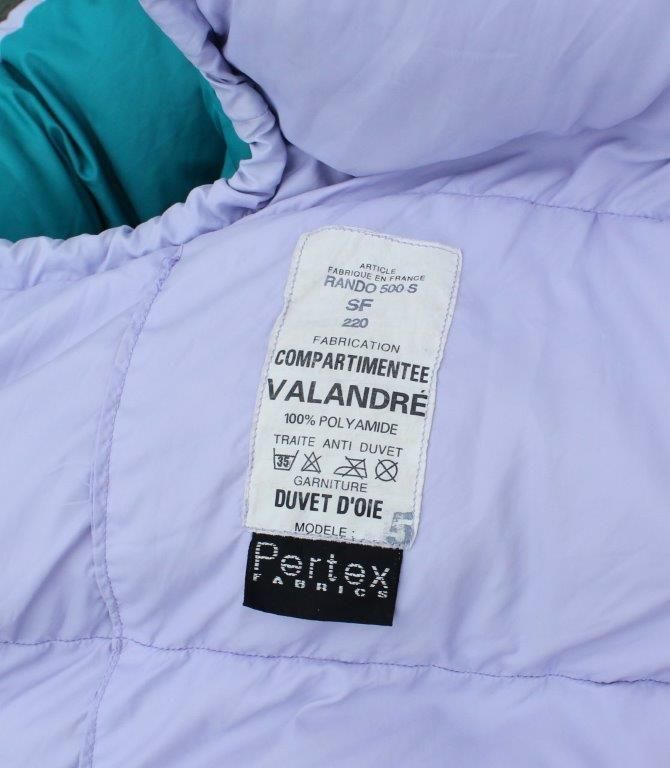 ARTICLE
FABRIQUE EN FRANCE
RANDO 500 S
SF
220
FABRICATION
COMPARTIMENTEE
VALANDRÉ
100% POLYAMIDE
TRAITE ANTI DUVET
35
GARNITURE
DUVET D'OIE
MODELE : 5
Pertex
FABRICS